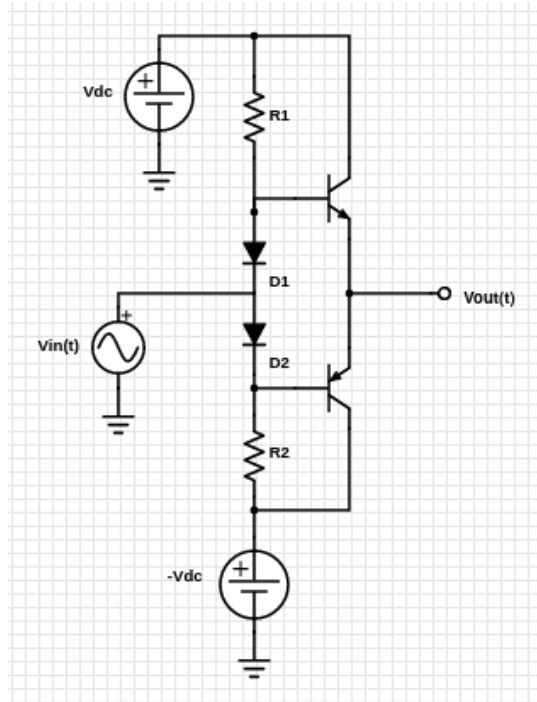 Vdc
R1
D1
Vin(t)
Vout(t)
D2
R2
-Vdc